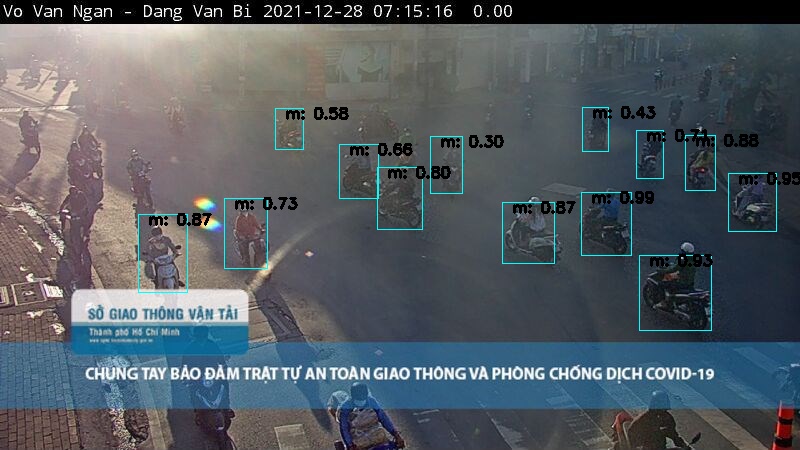 Vo Van Ngan - Dang Van Bi 2021-12-28 07:15:16 0.00
m: 0.58
m: 0.43
m: 0.66
m: 0.30
m: 0.71
m: 0.88
m: 0.80
m: 0.95
m: 0.87
m: 0.73
m: 0.87
m: 0.99
m: 0.93
SỞ GIAO THÔNG VẬN TẢI
Thành phố Hồ Chí Minh
CHUNG TAY BẢO ĐẢM TRẬT TỰ AN TOÀN GIAO THÔNG VÀ PHÒNG CHỐNG DỊCH COVID-19